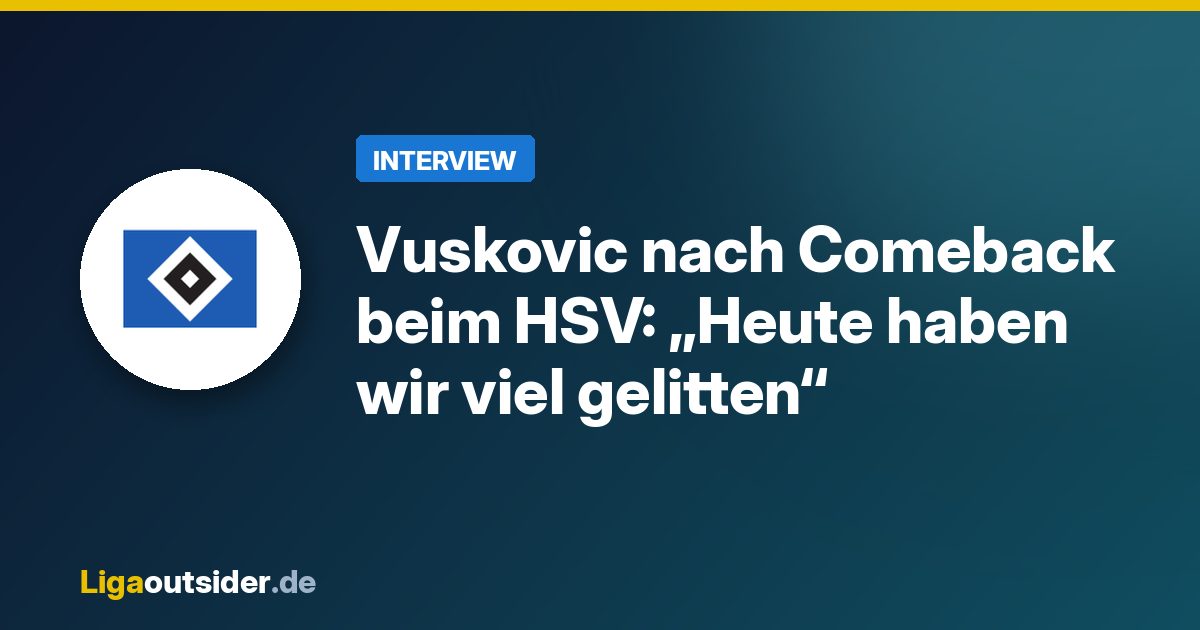 INTERVIEW
Vuskovic nach Comeback
beim HSV: „Heute haben
wir viel gelitten“
Ligaoutsider.de